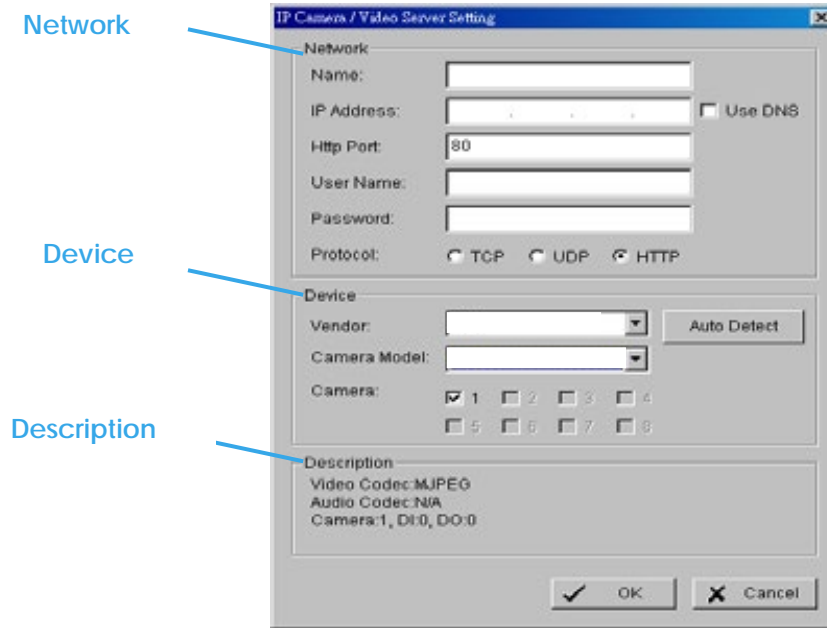 IP Camera / Video Server Setting
Network
Network
Name:
IP Address: . . . Use DNS
Http Port: 80
User Name:
Password:
Protocol: TCP UDP HTTP
Device
Device
Vendor: Auto Detect
Camera Model:
Camera: 1 2 3 4
5 6 7 8
Description
Description
Video Codec:MJPEG
Audio Codec:N/A
Camera:1, DI:0, DO:0
OK Cancel